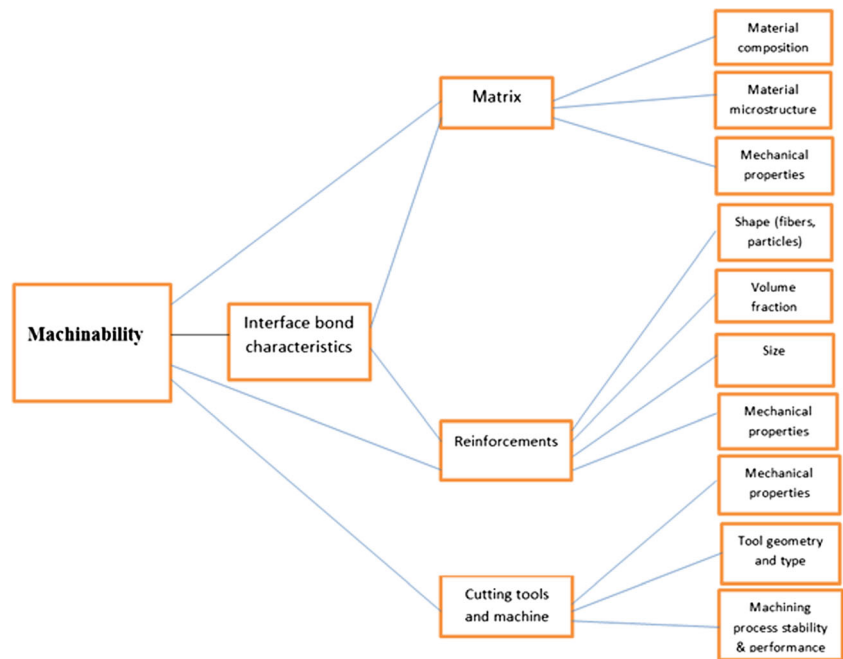 Material
composition
Matrix
Material
microstructure
Mechanical
properties
Shape (fibers,
particles)
Volume
fraction
Machinability
Interface bond
characteristics
Size
Mechanical
properties
Reinforcements
Mechanical
properties
Tool geometry
and type
Cutting tools
and machine
Machining
process stability
& performance